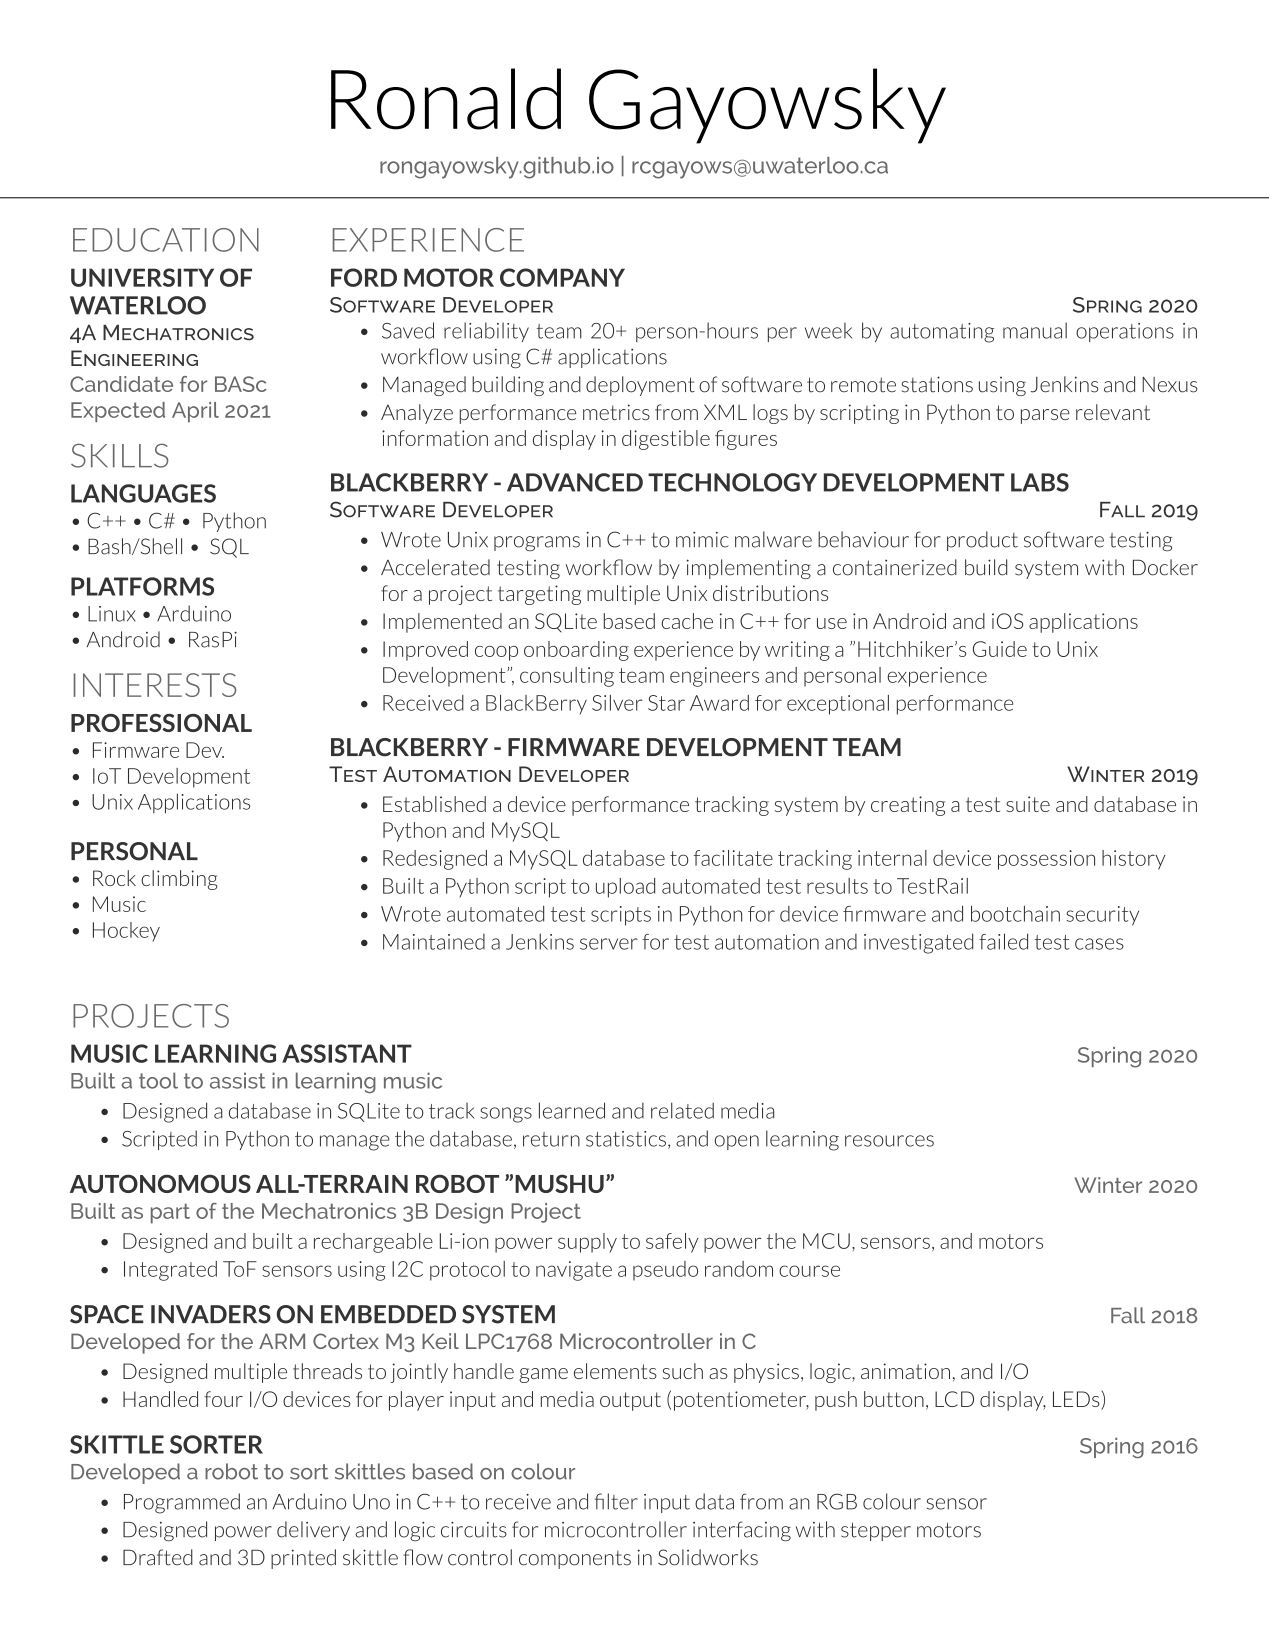 Ronald Gayowsky
rongayowsky.github.io | rcgayows@uwaterloo.ca
EDUCATION
UNIVERSITY OF
WATERLOO
4A Mechatronics
Engineering
Candidate for BASc
Expected April 2021
SKILLS
LANGUAGES
• C++ • C# • Python
• Bash/Shell • SQL
PLATFORMS
• Linux • Arduino
• Android • RasPi
INTERESTS
PROFESSIONAL
• Firmware Dev.
• IoT Development
• Unix Applications
PERSONAL
• Rock climbing
• Music
• Hockey
EXPERIENCE
FORD MOTOR COMPANY
Software Developer Spring 2020
• Saved reliability team 20+ person-hours per week by automating manual operations in
workflow using C# applications
• Managed building and deployment of software to remote stations using Jenkins and Nexus
• Analyze performance metrics from XML logs by scripting in Python to parse relevant
information and display in digestible figures
BLACKBERRY - ADVANCED TECHNOLOGY DEVELOPMENT LABS
Software Developer Fall 2019
• Wrote Unix programs in C++ to mimic malware behaviour for product software testing
• Accelerated testing workflow by implementing a containerized build system with Docker
for a project targeting multiple Unix distributions
• Implemented an SQLite based cache in C++ for use in Android and iOS applications
• Improved coop onboarding experience by writing a ”Hitchhiker’s Guide to Unix
Development”, consulting team engineers and personal experience
• Received a BlackBerry Silver Star Award for exceptional performance
BLACKBERRY - FIRMWARE DEVELOPMENT TEAM
Test Automation Developer Winter 2019
• Established a device performance tracking system by creating a test suite and database in
Python and MySQL
• Redesigned a MySQL database to facilitate tracking internal device possession history
• Built a Python script to upload automated test results to TestRail
• Wrote automated test scripts in Python for device firmware and bootchain security
• Maintained a Jenkins server for test automation and investigated failed test cases
PROJECTS
MUSIC LEARNING ASSISTANT Spring 2020
Built a tool to assist in learning music
• Designed a database in SQLite to track songs learned and related media
• Scripted in Python to manage the database, return statistics, and open learning resources
AUTONOMOUS ALL-TERRAIN ROBOT ”MUSHU” Winter 2020
Built as part of the Mechatronics 3B Design Project
• Designed and built a rechargeable Li-ion power supply to safely power the MCU, sensors, and motors
• Integrated ToF sensors using I2C protocol to navigate a pseudo random course
SPACE INVADERS ON EMBEDDED SYSTEM Fall 2018
Developed for the ARM Cortex M3 Keil LPC1768 Microcontroller in C
• Designed multiple threads to jointly handle game elements such as physics, logic, animation, and I/O
• Handled four I/O devices for player input and media output (potentiometer, push button, LCD display, LEDs)
SKITTLE SORTER Spring 2016
Developed a robot to sort skittles based on colour
• Programmed an Arduino Uno in C++ to receive and filter input data from an RGB colour sensor
• Designed power delivery and logic circuits for microcontroller interfacing with stepper motors
• Drafted and 3D printed skittle flow control components in Solidworks